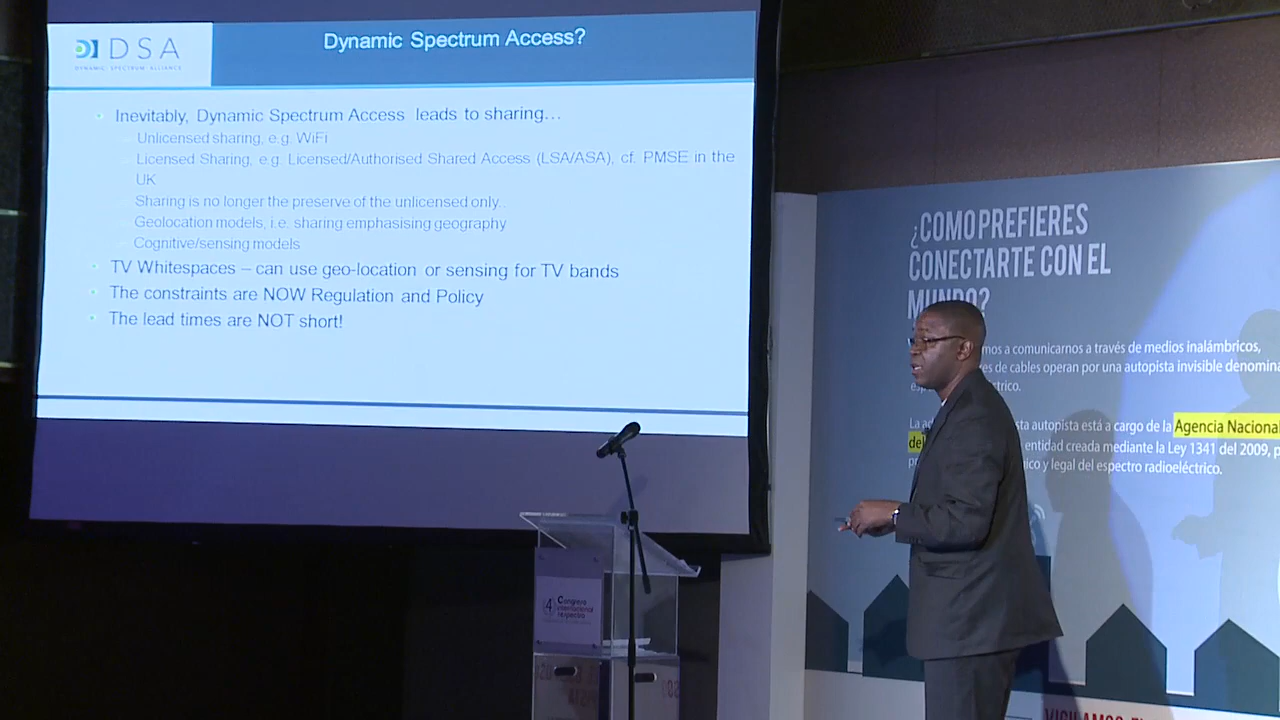 DSA
DYNAMIC SPECTRUM ALLIANCE
Dynamic Spectrum Access?
Inevitably, Dynamic Spectrum Access leads to sharing…
Unlicensed sharing, e.g. WiFi
Licensed Sharing, e.g. Licensed/Authorised Shared Access (LSA/ASA), cf. PMSE in the
UK
Sharing is no longer the preserve of the unlicensed only..
Geolocation models, i.e. sharing emphasising geography
Cognitive/sensing models
TV Whitespaces – can use geo-location or sensing for TV bands
The constraints are NOW Regulation and Policy
The lead times are NOT short!
¿COMO PREFIERES
CONECTARTE CON EL
MUNDO?
mos a comunicarnos a través de medios inalámbricos,
res de cables operan por una autopista invisible denomina
trico.
La sta autopista está a cargo de la Agencia Nacional
del entidad creada mediante la Ley 1341 del 2009, p
ico y legal del espectro radioeléctrico.
4 Congreso
internacional